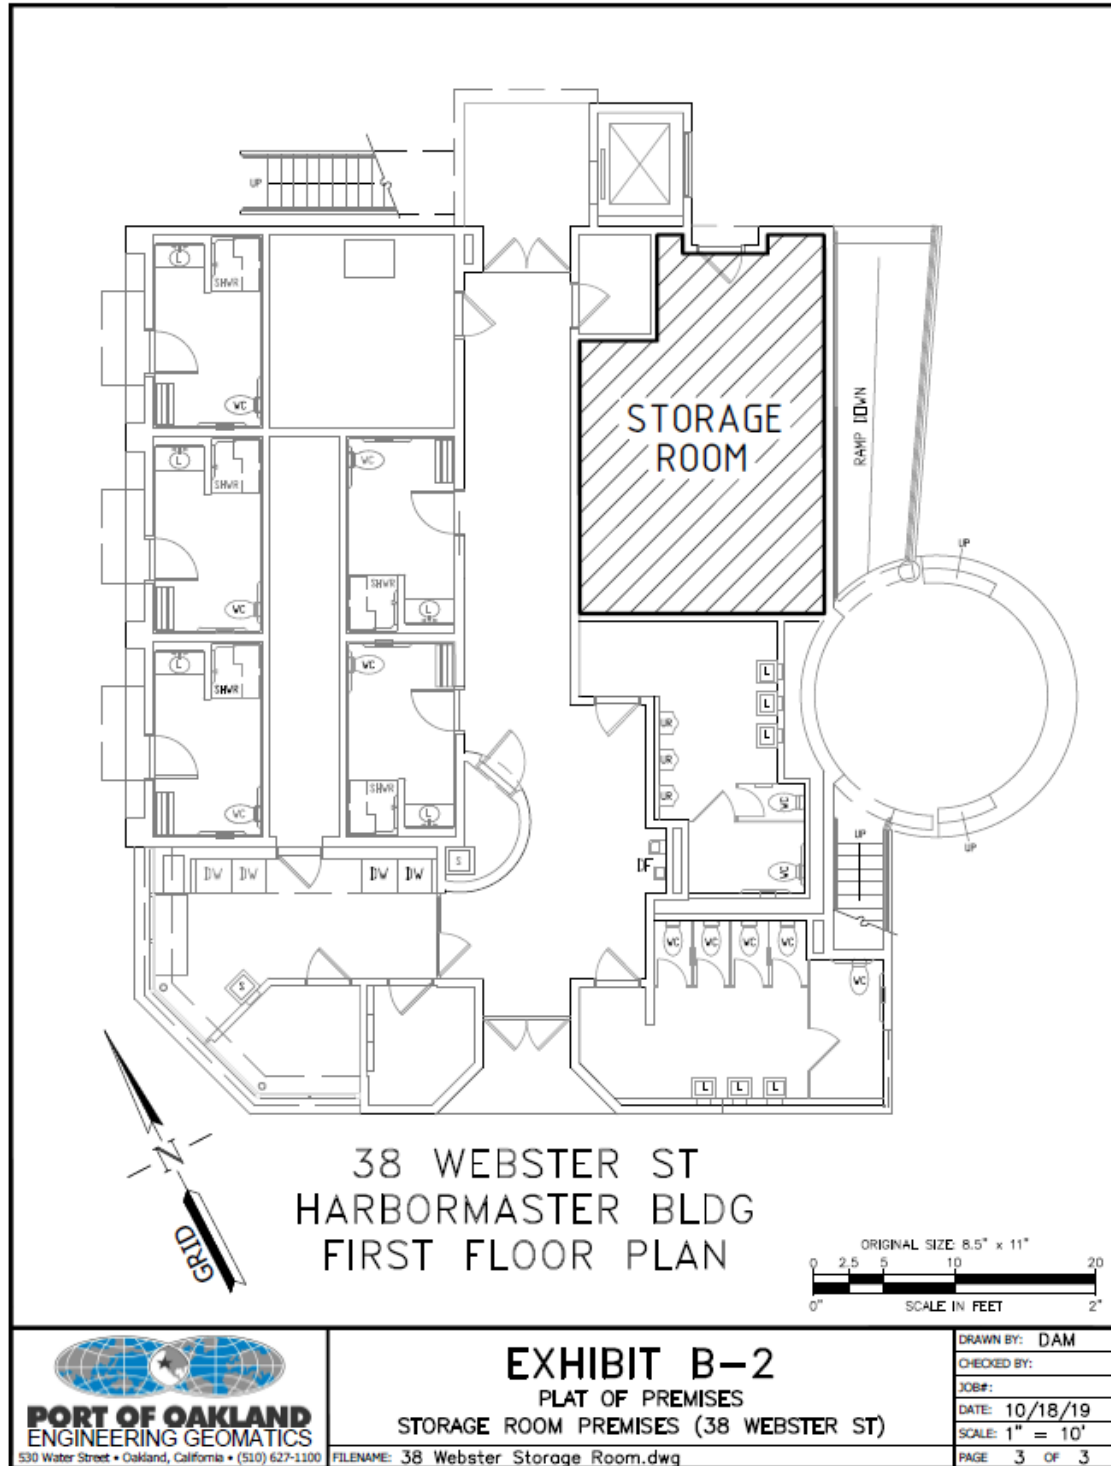 UP
L
SHWR
WC
L
SHWR
WC
WC
SHWR
L
L
SHWR
WC
WC
SHWR
L
STORAGE
ROOM
RAMP DOWN
UP
L
L
L
UR
UR
UR
WC
WC
DF
UP
UP
DW
DW
DW
DW
S
S
WC
WC
WC
WC
WC
L
L
L
N
GRID
38 WEBSTER ST
HARBORMASTER BLDG
FIRST FLOOR PLAN
ORIGINAL SIZE: 8.5" x 11"
0 2.5 5 10 20
0" SCALE IN FEET 2"
PORT OF OAKLAND
ENGINEERING GEOMATICS
530 Water Street • Oakland, California • (510) 627-1100
EXHIBIT B-2
PLAT OF PREMISES
STORAGE ROOM PREMISES (38 WEBSTER ST)
FILENAME: 38 Webster Storage Room.dwg
DRAWN BY: DAM
CHECKED BY:
JOB#:
DATE: 10/18/19
SCALE: 1" = 10'
PAGE 3 OF 3